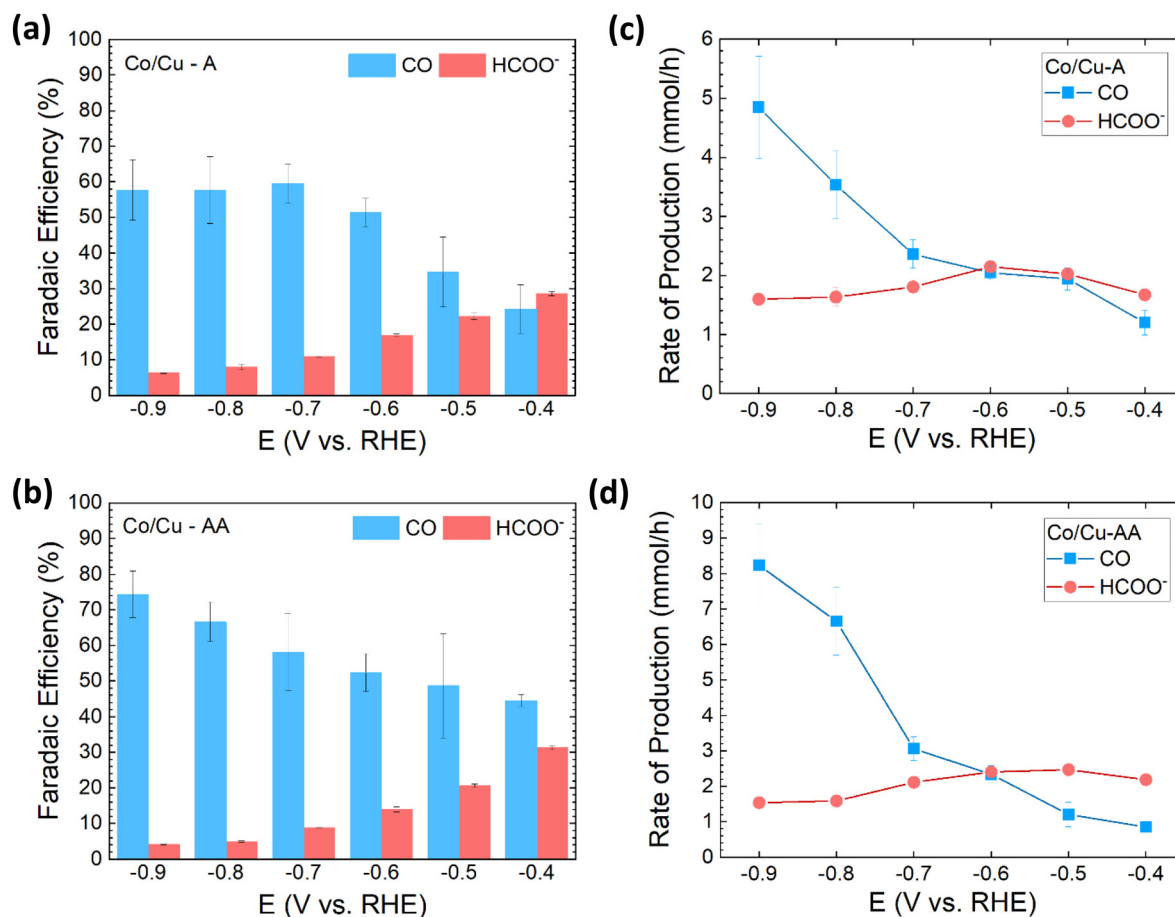 (a)
Co/Cu - A
CO
HCOO⁻
Faradaic Efficiency (%)
100
90
80
70
60
50
40
30
20
10
0
-0.9 -0.8 -0.7 -0.6 -0.5 -0.4
E (V vs. RHE)
(c)
Co/Cu-A
CO
HCOO⁻
Rate of Production (mmol/h)
6
5
4
3
2
1
0
-0.9 -0.8 -0.7 -0.6 -0.5 -0.4
E (V vs. RHE)
(b)
Co/Cu - AA
CO
HCOO⁻
Faradaic Efficiency (%)
100
90
80
70
60
50
40
30
20
10
0
-0.9 -0.8 -0.7 -0.6 -0.5 -0.4
E (V vs. RHE)
(d)
Co/Cu-AA
CO
HCOO⁻
Rate of Production (mmol/h)
10
9
8
7
6
5
4
3
2
1
0
-0.9 -0.8 -0.7 -0.6 -0.5 -0.4
E (V vs. RHE)